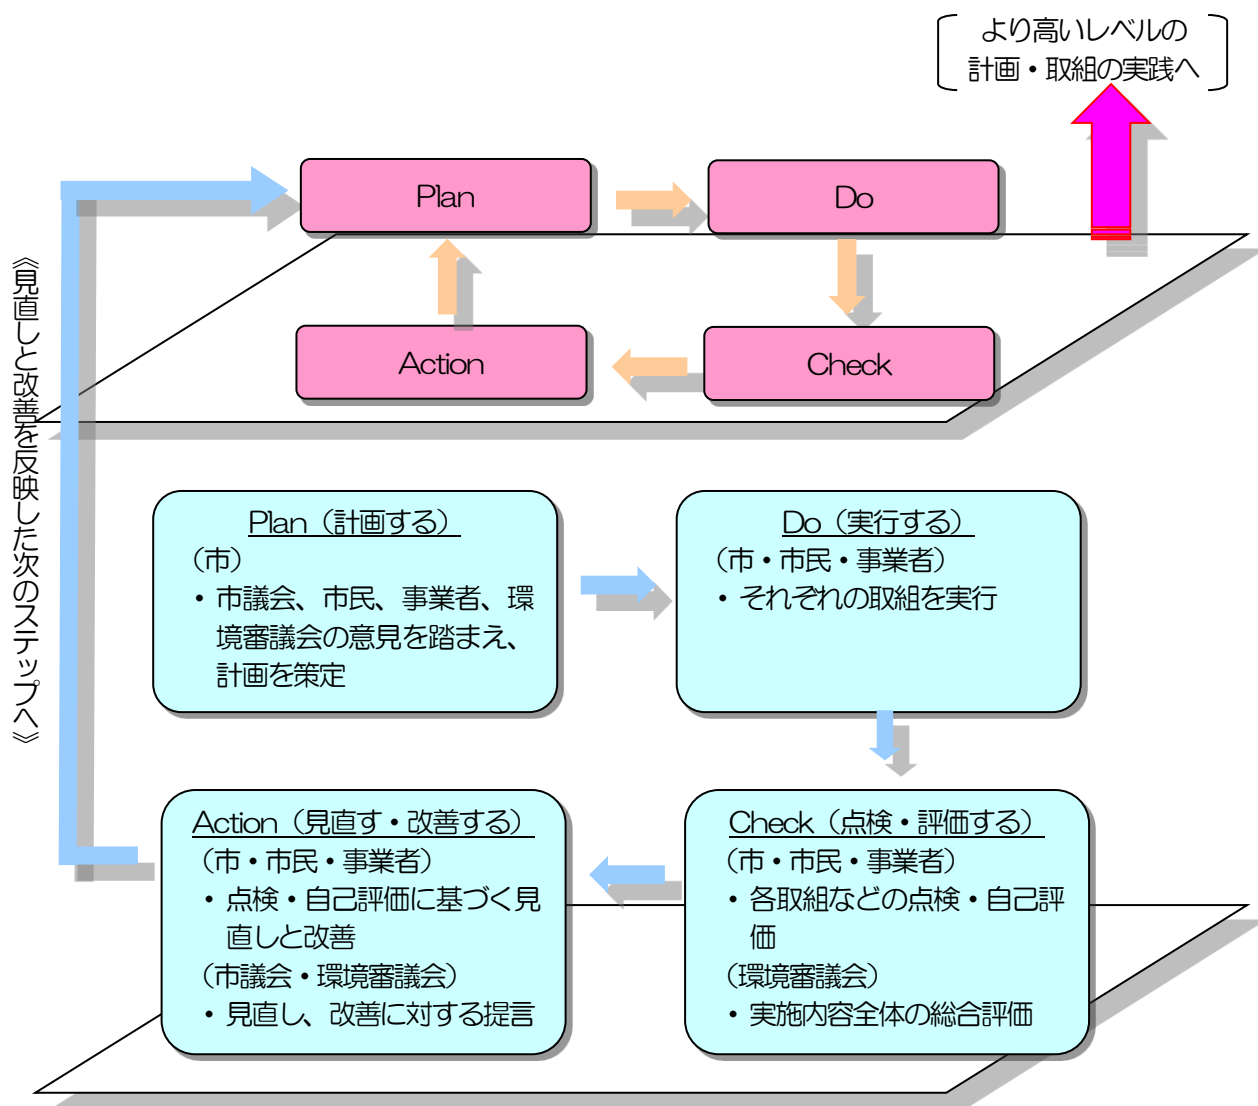 より高いレベルの
計画・取組の実践へ
Plan
Do
Action
Check
《見直しと改善を反映した次のステップへ》
Plan（計画する）
（市）
・市議会、市民、事業者、環
境審議会の意見を踏まえ、
計画を策定
Do（実行する）
（市・市民・事業者）
・それぞれの取組を実行
Action（見直す・改善する）
（市・市民・事業者）
・点検・自己評価に基づく見
直しと改善
（市議会・環境審議会）
・見直し、改善に対する提言
Check（点検・評価する）
（市・市民・事業者）
・各取組などの点検・自己評
価
（環境審議会）
・実施内容全体の総合評価